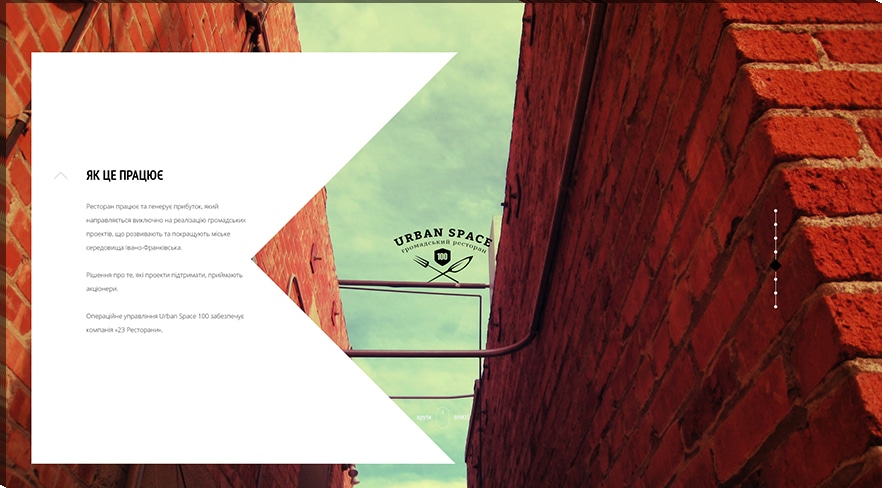 ЯК ЦЕ ПРАЦЮЄ
Ресторан працює та генерує прибуток, який
направляється виключно на реалізацію громадських
проектів, що розвивають та покращують міське
середовища Івано-Франківська.
Рішення про те, які проекти підтримати, приймають
акціонери.
Операційне управління Urban Space 100 забезпечує
компанія «23 Ресторани».
URBAN SPACE
громадський ресторан
100
крути
вниз